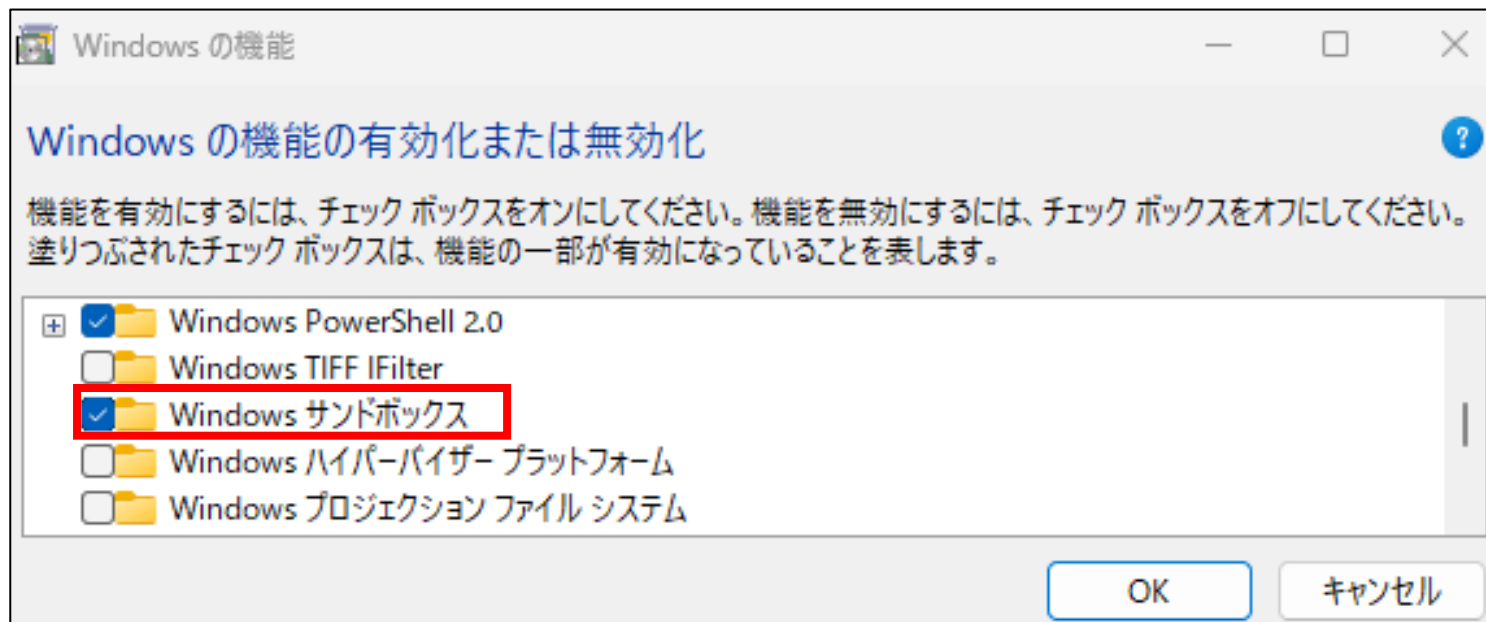 Windows の機能
Windows の機能の有効化または無効化
?
機能を有効にするには、チェック ボックスをオンにしてください。機能を無効にするには、チェック ボックスをオフにしてください。
塗りつぶされたチェック ボックスは、機能の一部が有効になっていることを表します。
Windows PowerShell 2.0
Windows TIFF IFilter
Windows サンドボックス
Windows ハイパーバイザー プラットフォーム
Windows プロジェクション ファイル システム
OK キャンセル